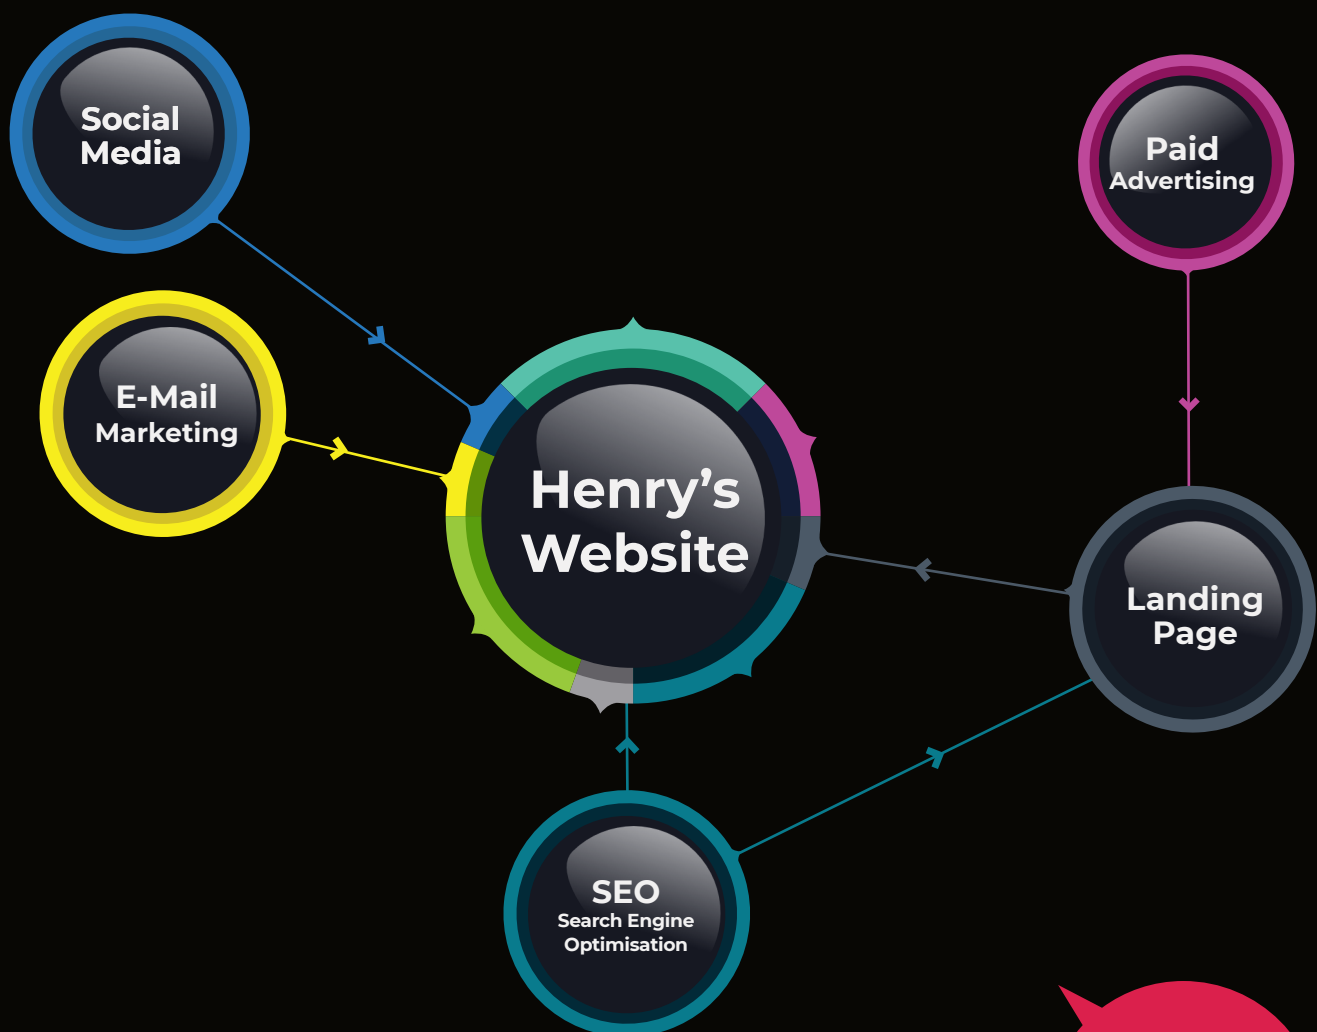 Social
Media
Paid
Advertising
E-Mail
Marketing
Henry’s
Website
Landing
Page
SEO
Search Engine
Optimisation